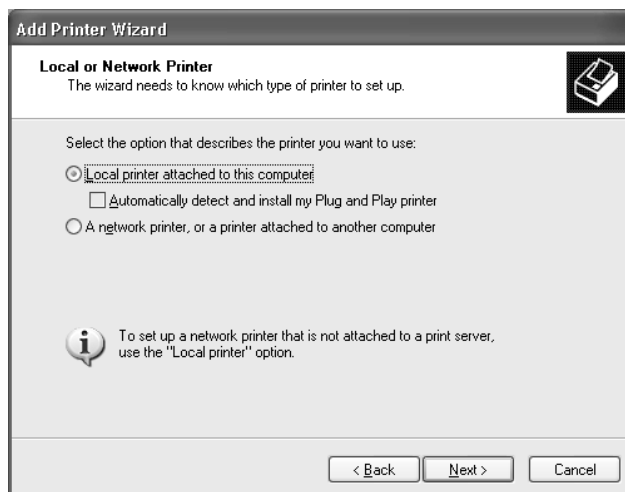 Add Printer Wizard
Local or Network Printer
The wizard needs to know which type of printer to set up.
Select the option that describes the printer you want to use:
Local printer attached to this computer
Automatically detect and install my Plug and Play printer
A network printer, or a printer attached to another computer
To set up a network printer that is not attached to a print server,
use the "Local printer" option.
< Back
Next >
Cancel